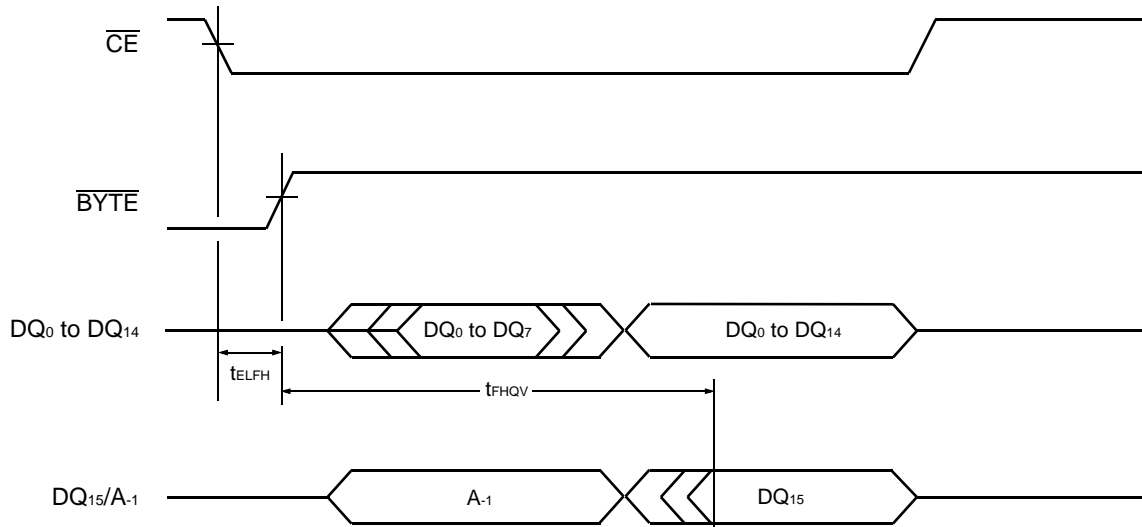 CE
BYTE
DQ0 to DQ14 DQ0 to DQ7 DQ0 to DQ14
tELFH
tFHQV
DQ15/A-1 A-1 DQ15